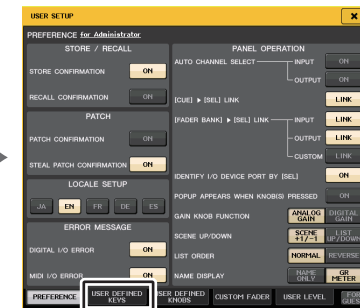 USER SETUP
PREFERENCE for Administrator
STORE / RECALL
STORE CONFIRMATION ON
RECALL CONFIRMATION ON
PATCH
PATCH CONFIRMATION ON
STEAL PATCH CONFIRMATION ON
LOCALE SETUP
JA EN FR DE ES
ERROR MESSAGE
DIGITAL I/O ERROR ON
MIDI I/O ERROR ON
PANEL OPERATION
AUTO CHANNEL SELECT INPUT ON
OUTPUT ON
[CUE] ▶ [SEL] LINK LINK
[FADER BANK] ▶ [SEL] LINK INPUT LINK
OUTPUT LINK
CUSTOM LINK
IDENTIFY I/O DEVICE PORT BY [SEL] ON
POPUP APPEARS WHEN KNOB(S) PRESSED ON
GAIN KNOB FUNCTION ANALOG GAIN DIGITAL GAIN
SCENE UP/DOWN SCENE +1/-1 LIST UP/DOWN
LIST ORDER NORMAL REVERSE
NAME DISPLAY NAME ONLY GR METER
PREFERENCE USER DEFINED KEYS USER DEFINED KNOBS CUSTOM FADER USER LEVEL FOR